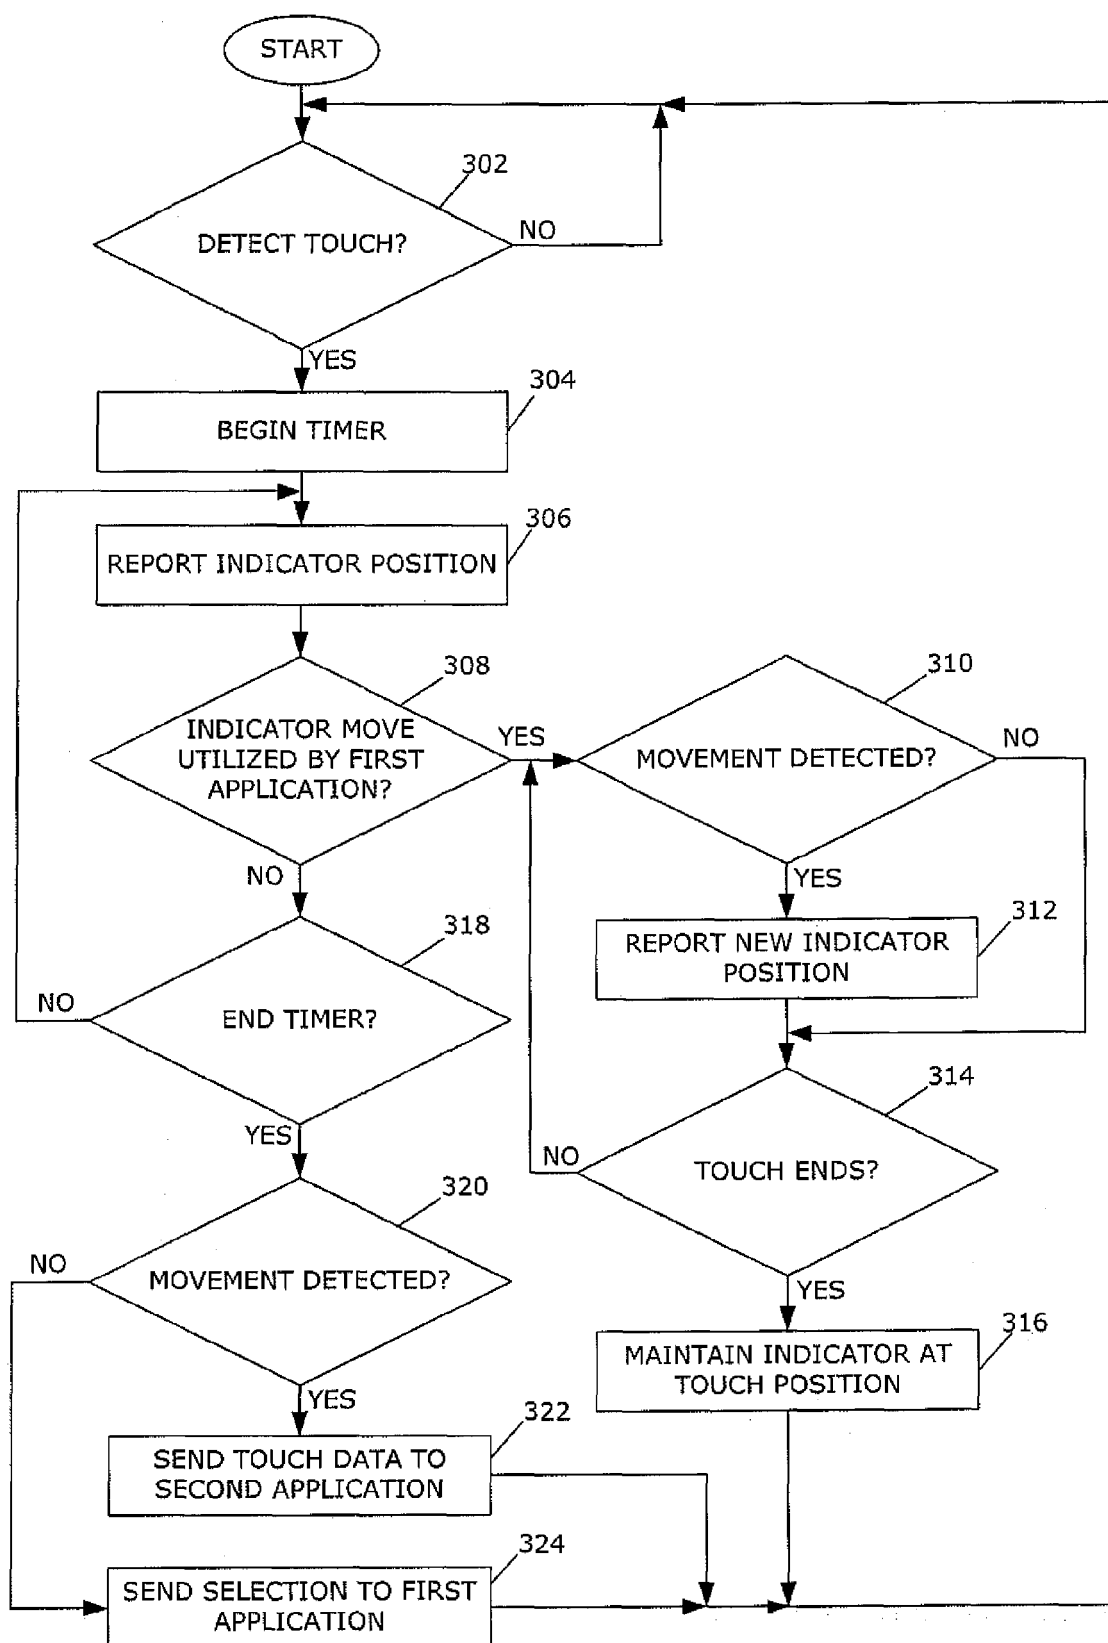 START
302
DETECT TOUCH?
NO
YES
304
BEGIN TIMER
306
REPORT INDICATOR POSITION
308
INDICATOR MOVE
UTILIZED BY FIRST
APPLICATION?
YES
NO
310
MOVEMENT DETECTED?
NO
YES
312
REPORT NEW INDICATOR
POSITION
314
TOUCH ENDS?
NO
YES
316
MAINTAIN INDICATOR AT
TOUCH POSITION
318
END TIMER?
NO
YES
320
MOVEMENT DETECTED?
NO
YES
322
SEND TOUCH DATA TO
SECOND APPLICATION
324
SEND SELECTION TO FIRST
APPLICATION